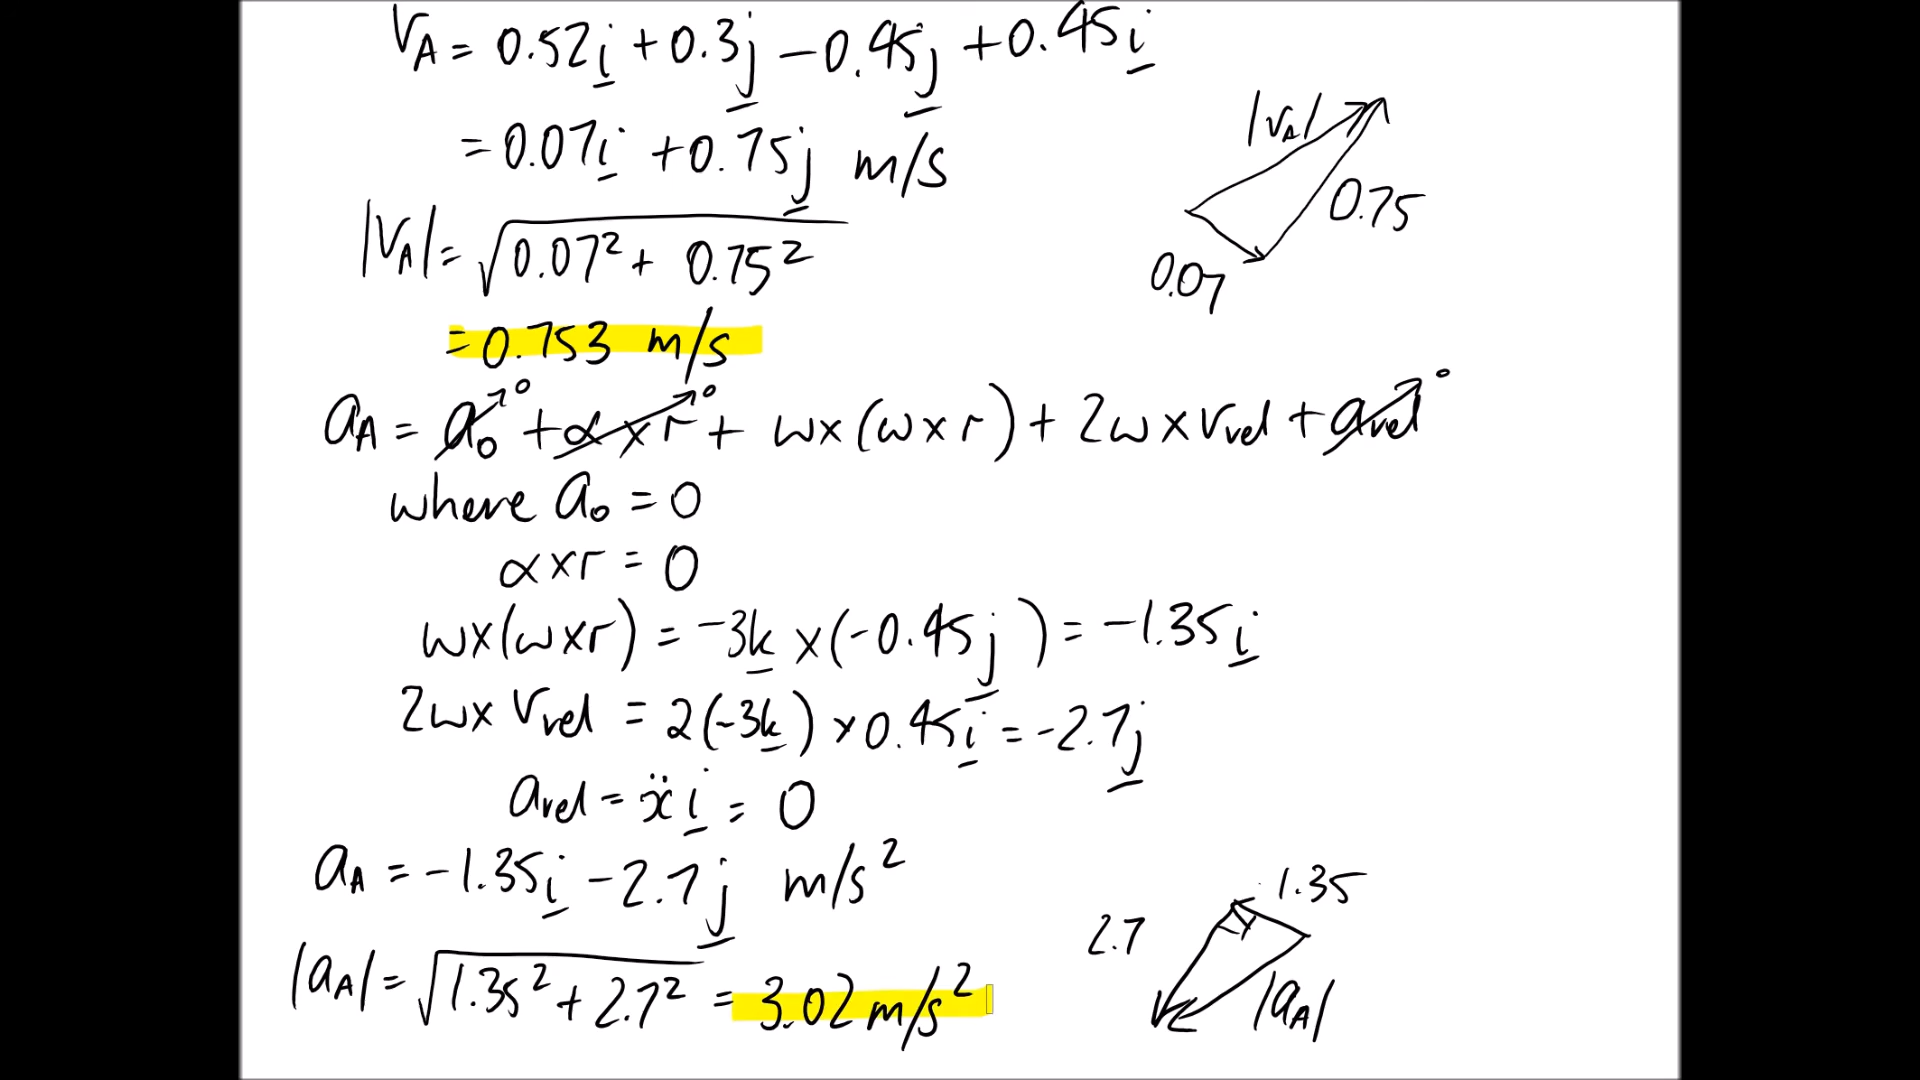 V_A = 0.52i + 0.3j - 0.45j + 0.45i
= 0.07i + 0.75j m/s
|V_A|
0.75
0.07
|V_A| = √(0.07² + 0.75²)
= 0.753 m/s
a_A = a_0 ↗0 + α × r ↗0 + ω×(ω × r) + 2ω × V_rel + a_rel ↗0
where a_0 = 0
α × r = 0
ω×(ω×r) = -3k ×(-0.45j) = -1.35i
2ω× V_rel = 2(-3k) × 0.45i = -2.7j
a_rel = ẍ i = 0
a_A = -1.35i - 2.7j m/s²
1.35
2.7
|a_A|
|a_A| = √(1.35² + 2.7²) = 3.02 m/s²